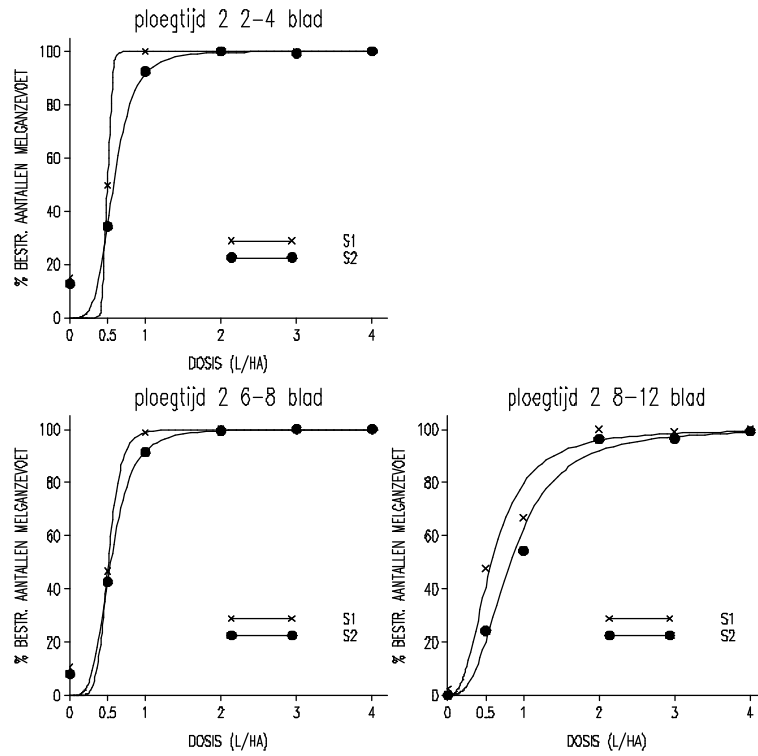 ploegtijd 2 2-4 blad
% BESTR. AANTALLEN MELGANZEVOET
100
80
60
40
20
0
S1
S2
0 0.5 1 2 3 4
DOSIS (L/HA)
ploegtijd 2 6-8 blad
% BESTR. AANTALLEN MELGANZEVOET
100
80
60
40
20
0
S1
S2
0 0.5 1 2 3 4
DOSIS (L/HA)
ploegtijd 2 8-12 blad
% BESTR. AANTALLEN MELGANZEVOET
100
80
60
40
20
0
S1
S2
0 0.5 1 2 3 4
DOSIS (L/HA)